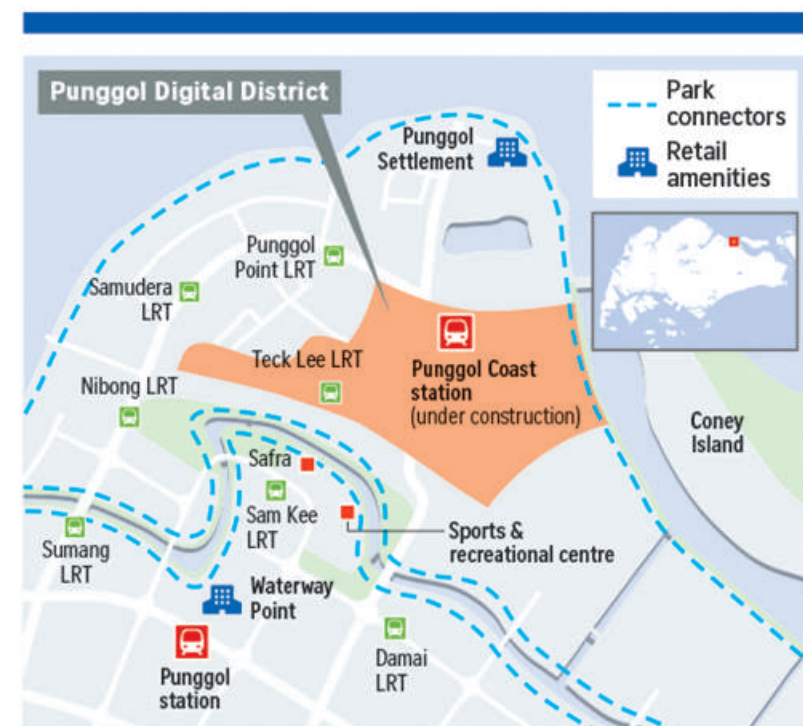 Punggol Digital District
Park
connectors
Retail
amenities
Punggol
Settlement
Punggol
Point LRT
Samudera
LRT
Teck Lee LRT
Punggol Coast
station
(under construction)
Nibong LRT
Coney
Island
Safra
Sam Kee
LRT
Sports &
recreational centre
Sumang
LRT
Waterway
Point
Punggol
station
Damai
LRT